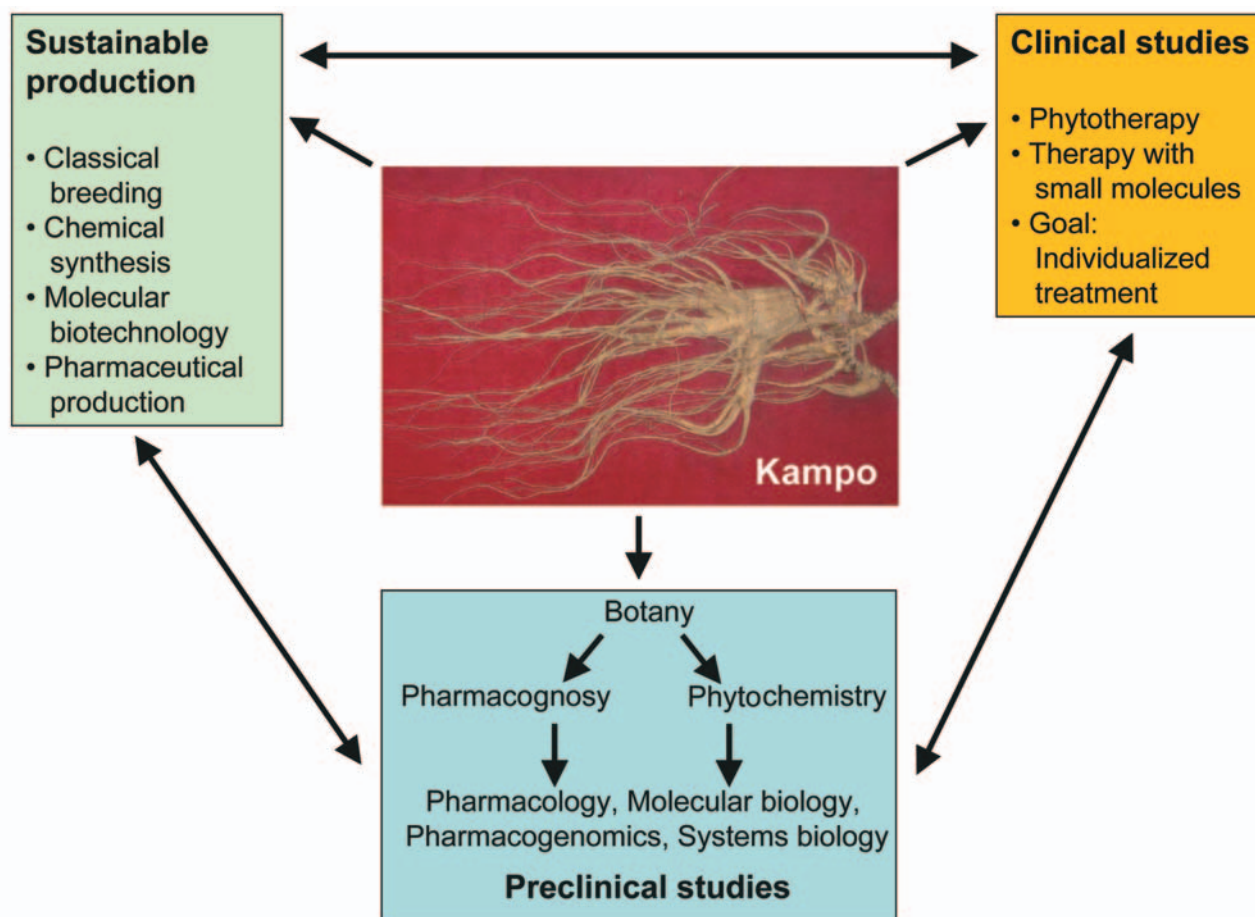 Sustainable
production
• Classical
breeding
• Chemical
synthesis
• Molecular
biotechnology
• Pharmaceutical
production
Clinical studies
• Phytotherapy
• Therapy with
small molecules
• Goal:
Individualized
treatment
Kampo
Botany
Pharmacognosy Phytochemistry
Pharmacology, Molecular biology,
Pharmacogenomics, Systems biology
Preclinical studies